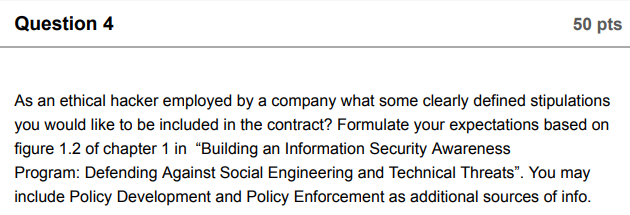 Question 4
50 pts
As an ethical hacker employed by a company what some clearly defined stipulations
you would like to be included in the contract? Formulate your expectations based on
figure 1.2 of chapter 1 in “Building an Information Security Awareness
Program: Defending Against Social Engineering and Technical Threats”. You may
include Policy Development and Policy Enforcement as additional sources of info.